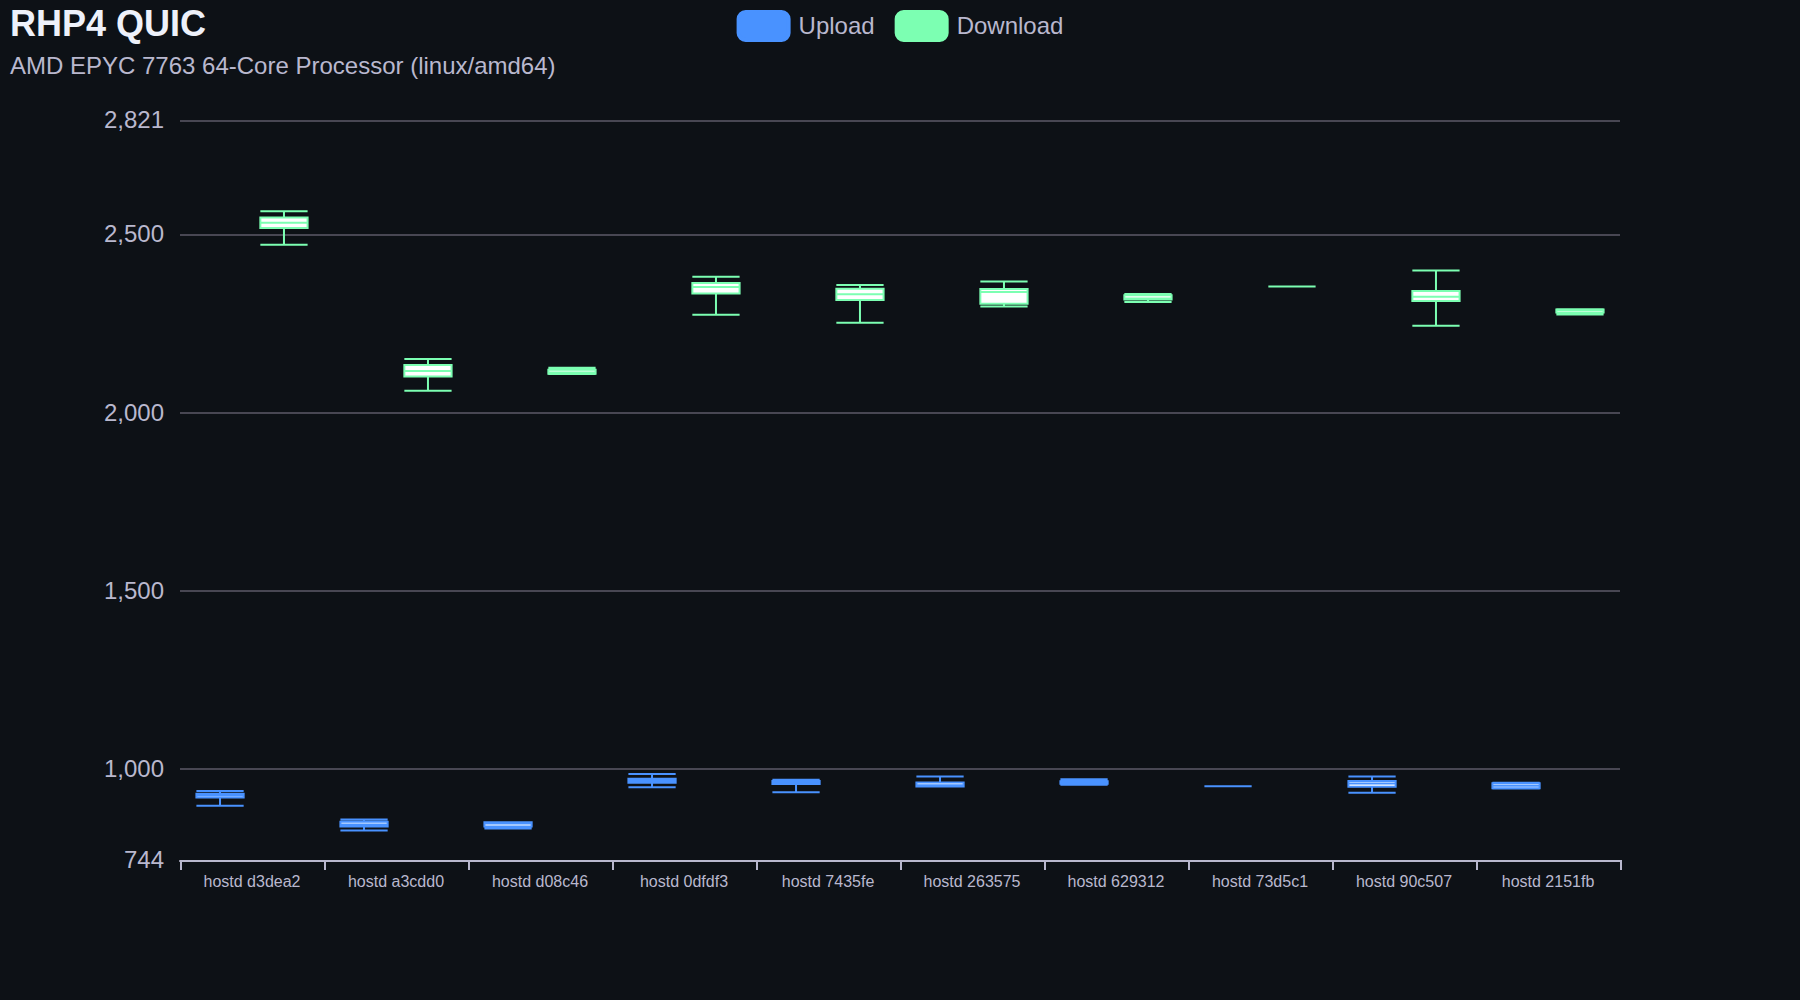 RHP4 QUIC
AMD EPYC 7763 64-Core Processor (linux/amd64)
Upload Download
2,821
2,500
2,000
1,500
1,000
744
hostd d3dea2 hostd a3cdd0 hostd d08c46 hostd 0dfdf3 hostd 7435fe hostd 263575 hostd 629312 hostd 73d5c1 hostd 90c507 hostd 2151fb